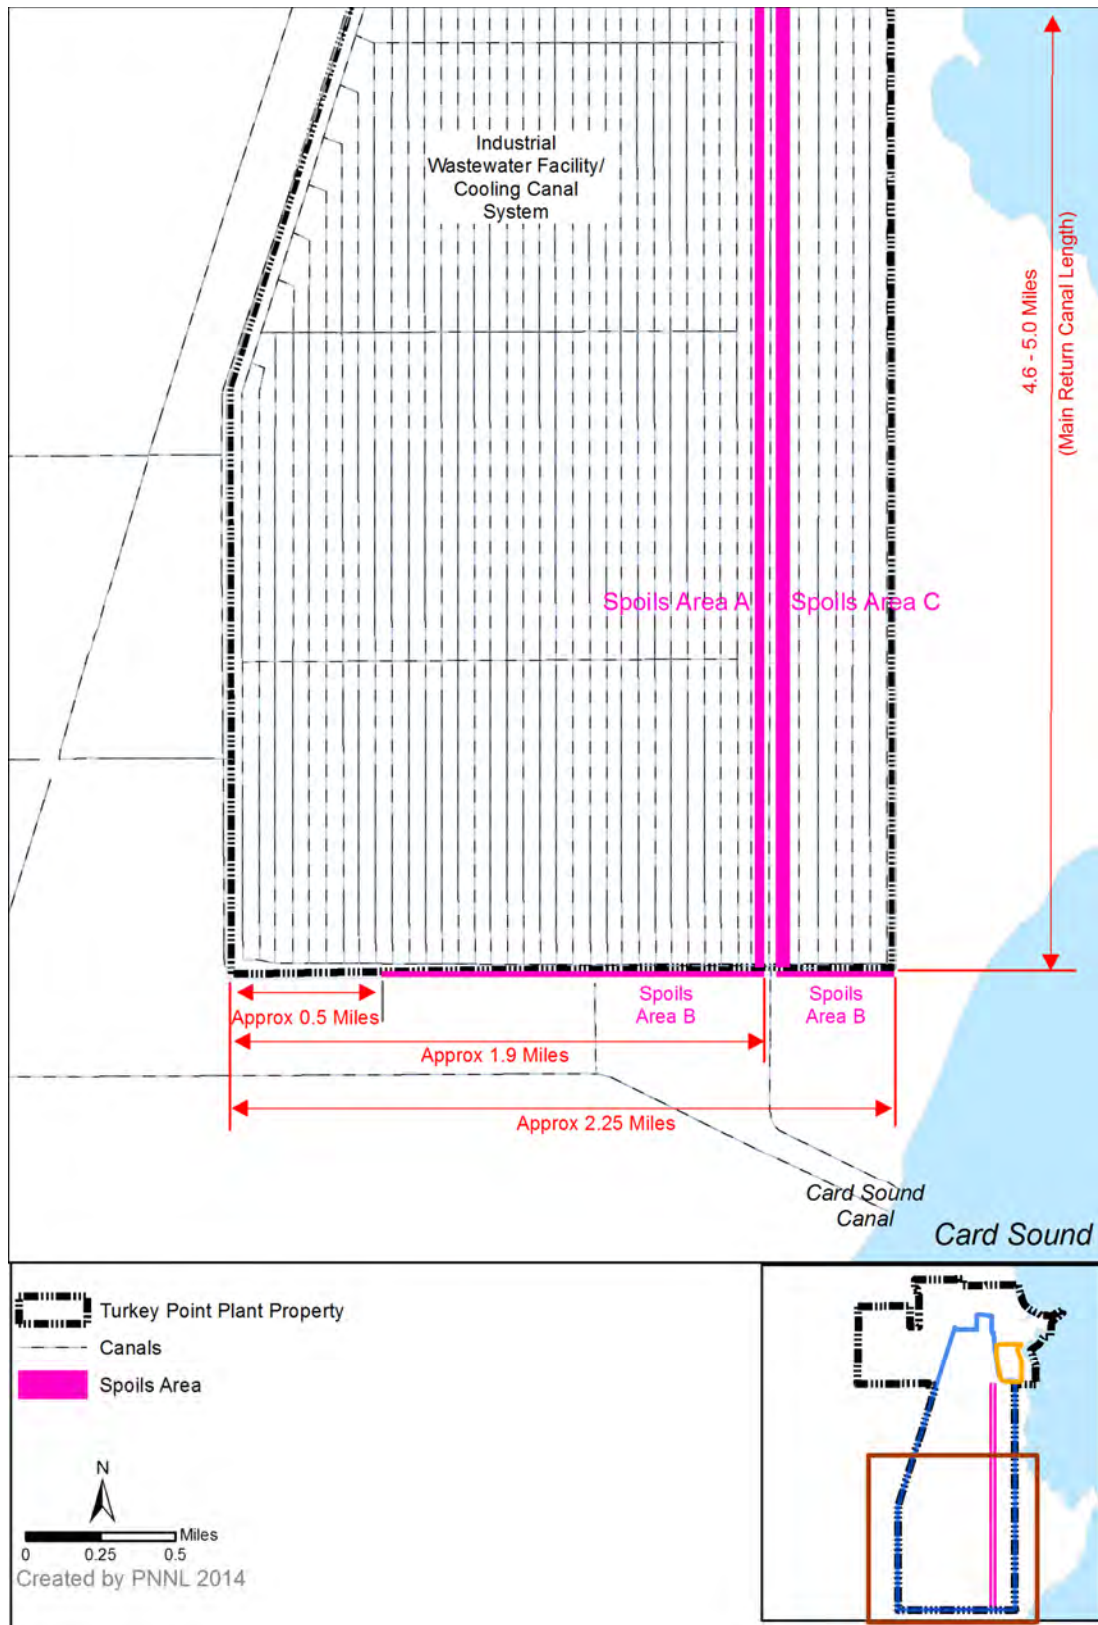 Industrial
Wastewater Facility/
Cooling Canal
System
4.6 - 5.0 Miles
(Main Return Canal Length)
Spoils Area A
Spoils Area C
Spoils
Area B
Spoils
Area B
Approx 0.5 Miles
Approx 1.9 Miles
Approx 2.25 Miles
Card Sound
Canal
Card Sound
Turkey Point Plant Property
Canals
Spoils Area
N
Miles
0 0.25 0.5
Created by PNNL 2014